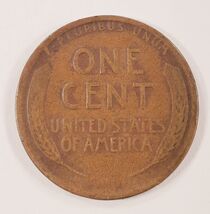 E·PLURIBUS·UNUM
ONE
CENT
UNITED STATES
OF AMERICA